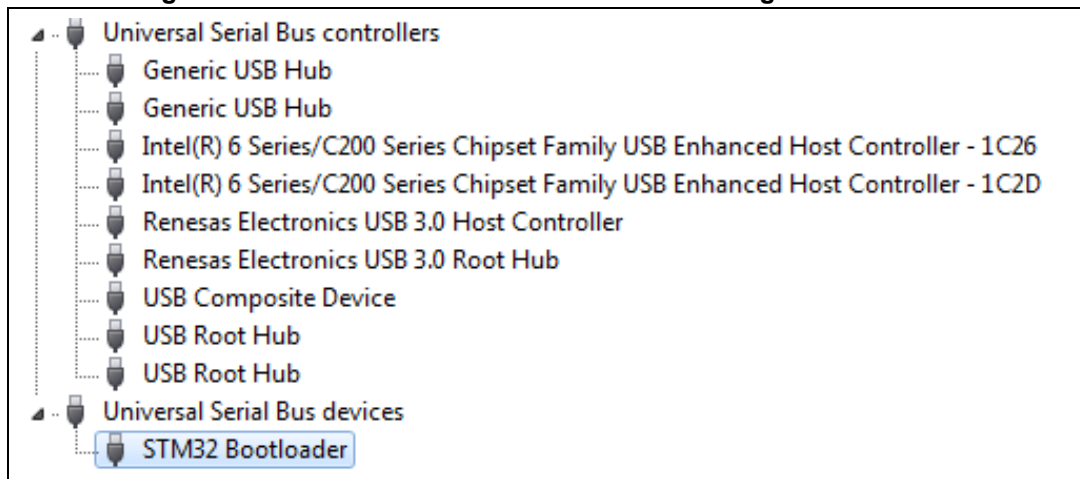 Universal Serial Bus controllers
Generic USB Hub
Generic USB Hub
Intel(R) 6 Series/C200 Series Chipset Family USB Enhanced Host Controller - 1C26
Intel(R) 6 Series/C200 Series Chipset Family USB Enhanced Host Controller - 1C2D
Renesas Electronics USB 3.0 Host Controller
Renesas Electronics USB 3.0 Root Hub
USB Composite Device
USB Root Hub
USB Root Hub
Universal Serial Bus devices
STM32 Bootloader